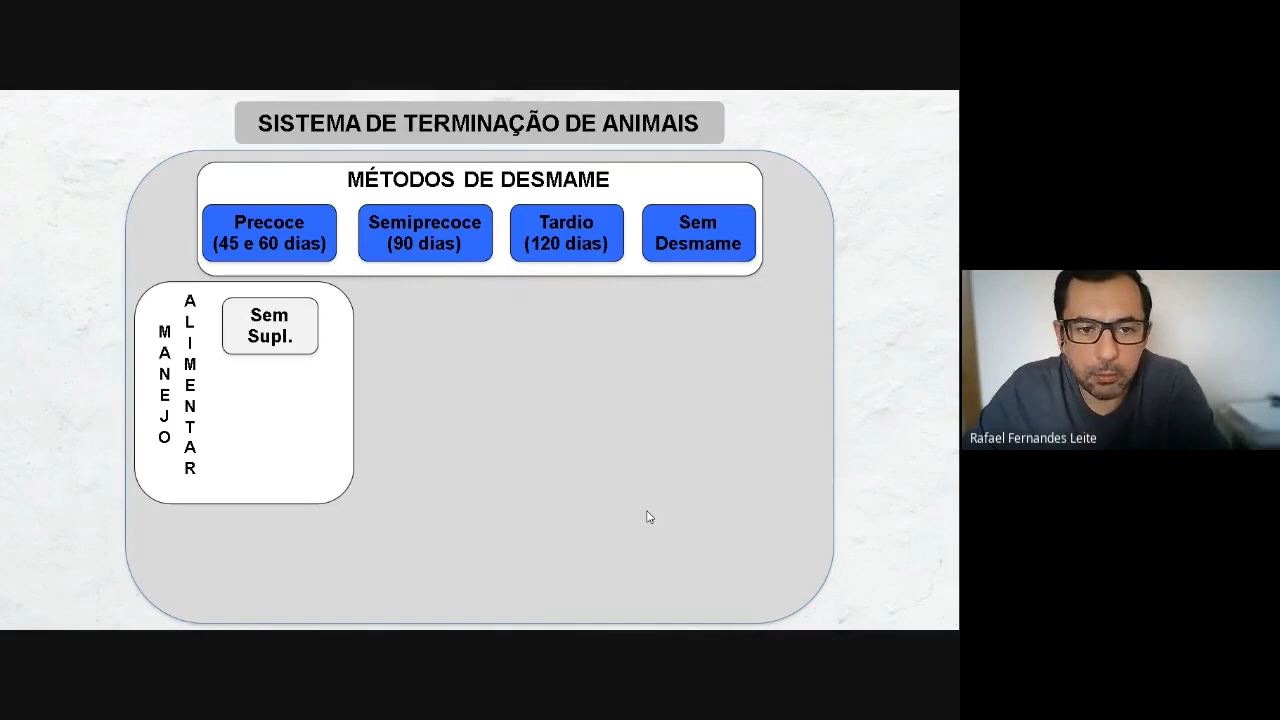 SISTEMA DE TERMINAÇÃO DE ANIMAIS
MÉTODOS DE DESMAME
Precoce
(45 e 60 dias)
Semiprecoce
(90 dias)
Tardio
(120 dias)
Sem
Desmame
MANEJO
ALIMENTAR
Sem
Supl.
Rafael Fernandes Leite